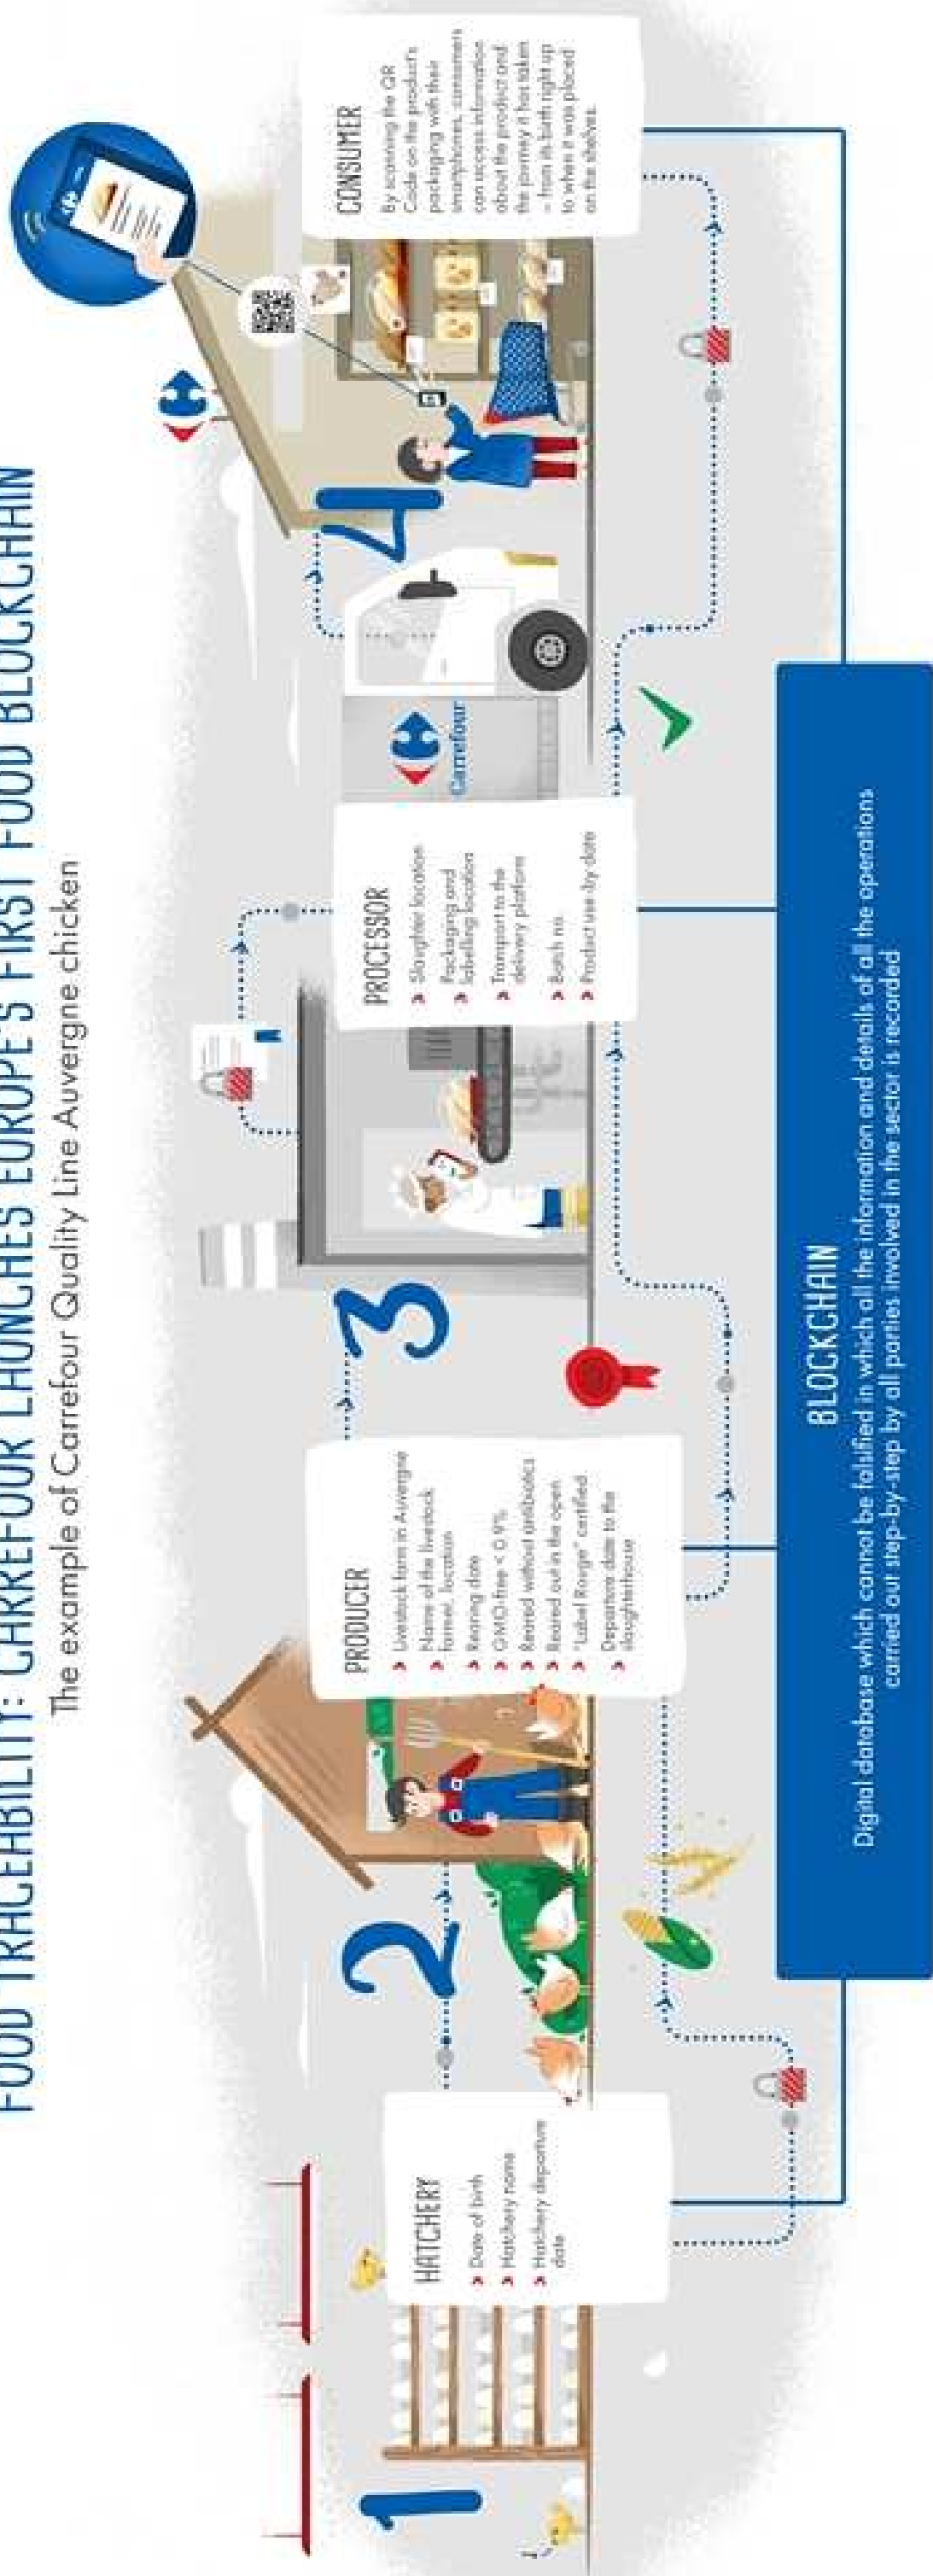 FOOD TRACEABILITY: CARREFOUR LAUNCHES EUROPE'S FIRST FOOD BLOCKCHAIN
The example of Carrefour Quality Line Auvergne chicken
1
HATCHERY
Date of birth
Hatchery name
Hatchery departure
date
2
PRODUCER
Livestock farm in Auvergne
Name of the livestock
farmer, location
Rearing date
GMO-free < 0.9%
Reared without antibiotics
Reared out in the open
"Label Rouge" certified
Departure date to the
slaughterhouse
3
PROCESSOR
Slaughter location
Packaging and
labelling location
Transport to the
delivery platform
Batch no.
Product use-by date
Carrefour
4
CONSUMER
By scanning the QR
Code on the product's
packaging with their
smartphones, consumers
can access information
about the product and
the journey it has taken
– from its birth right up
to when it was placed
on the shelves.
BLOCKCHAIN
Digital database which cannot be falsified in which all the information and details of all the operations
carried out step-by-step by all parties involved in the sector is recorded